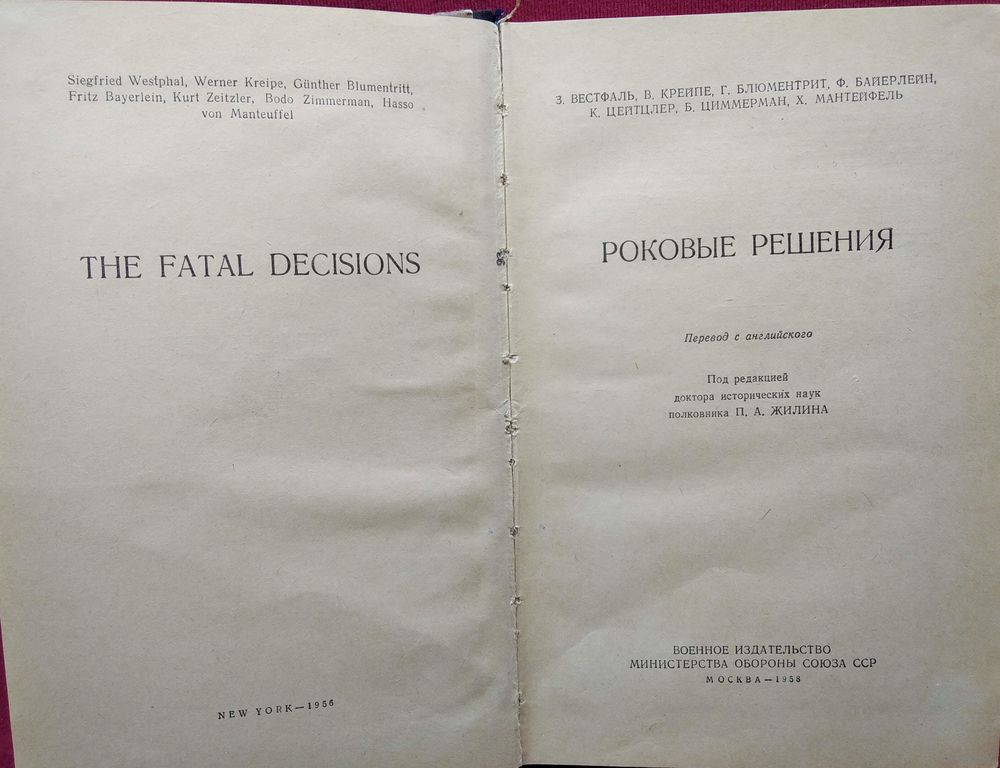 Siegfried Westphal, Werner Kreipe, Günther Blumentritt,
Fritz Bayerlein, Kurt Zeitzler, Bodo Zimmerman, Hasso
von Manteuffel
THE FATAL DECISIONS
NEW YORK—1956
З. ВЕСТФАЛЬ, В. КРЕЙПЕ, Г. БЛЮМЕНТРИТ, Ф. БАЙЕРЛЕЙН,
К. ЦЕЙТЦЛЕР, Б. ЦИММЕРМАН, Х. МАНТЕЙФЕЛЬ
РОКОВЫЕ РЕШЕНИЯ
Перевод с английского
Под редакцией
доктора исторических наук
полковника П. А. ЖИЛИНА
ВОЕННОЕ ИЗДАТЕЛЬСТВО
МИНИСТЕРСТВА ОБОРОНЫ СОЮЗА ССР
МОСКВА—1958